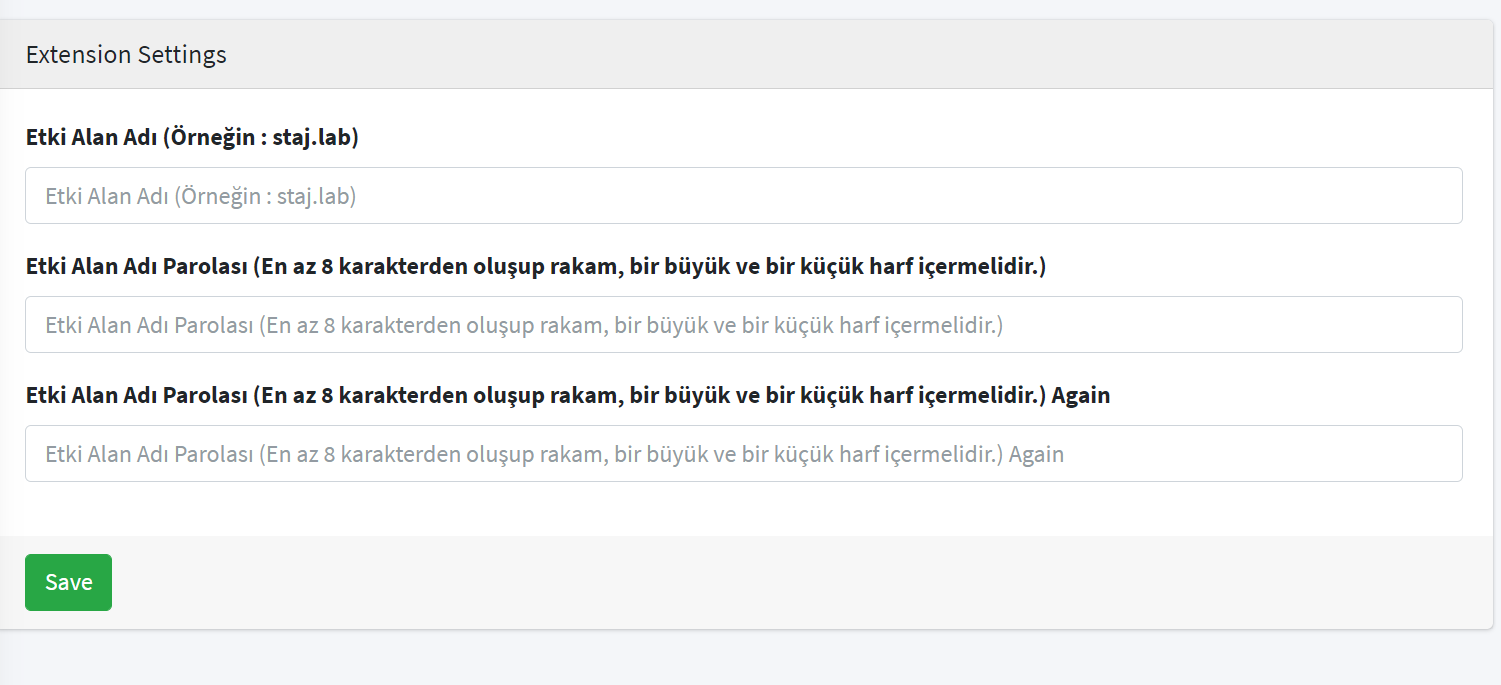 Extension Settings
Etki Alan Adı (Örneğin : staj.lab)
Etki Alan Adı (Örneğin : staj.lab)
Etki Alan Adı Parolası (En az 8 karakterden oluşup rakam, bir büyük ve bir küçük harf içermelidir.)
Etki Alan Adı Parolası (En az 8 karakterden oluşup rakam, bir büyük ve bir küçük harf içermelidir.)
Etki Alan Adı Parolası (En az 8 karakterden oluşup rakam, bir büyük ve bir küçük harf içermelidir.) Again
Etki Alan Adı Parolası (En az 8 karakterden oluşup rakam, bir büyük ve bir küçük harf içermelidir.) Again
Save